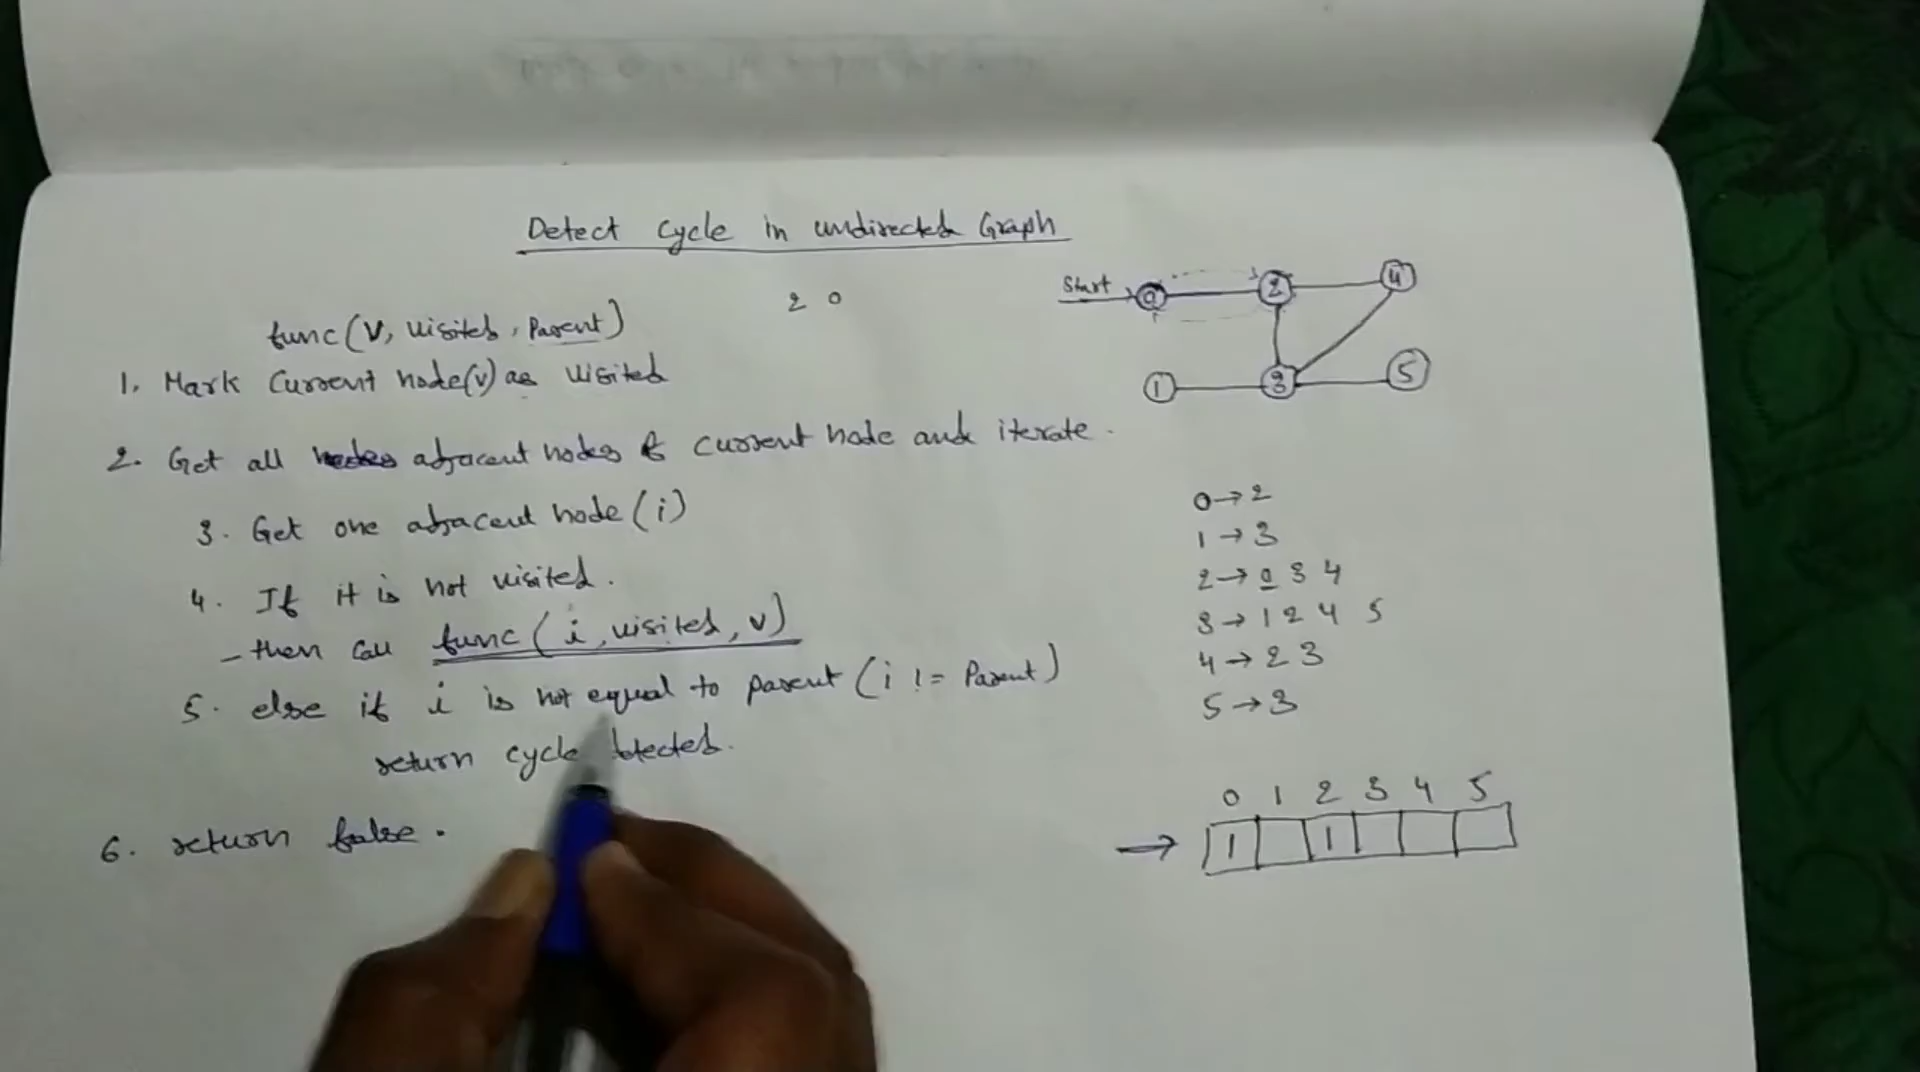 Detect Cycle in undirected Graph
2 0
func(V, visited, Parent)
1. Mark Current node(v) as visited
2. Get all adjacent nodes of current node and iterate.
3. Get one adjacent node (i)
4. If it is not visited.
- then call func(i, visited, v)
5. else if i is not equal to parent (i != Parent)
return cycle detected.
6. return false.
Start 0 2 4
1 3 5
0→2
1→3
2→0 3 4
3→1 2 4 5
4→2 3
5→3
0 1 2 3 4 5
→ 1 1